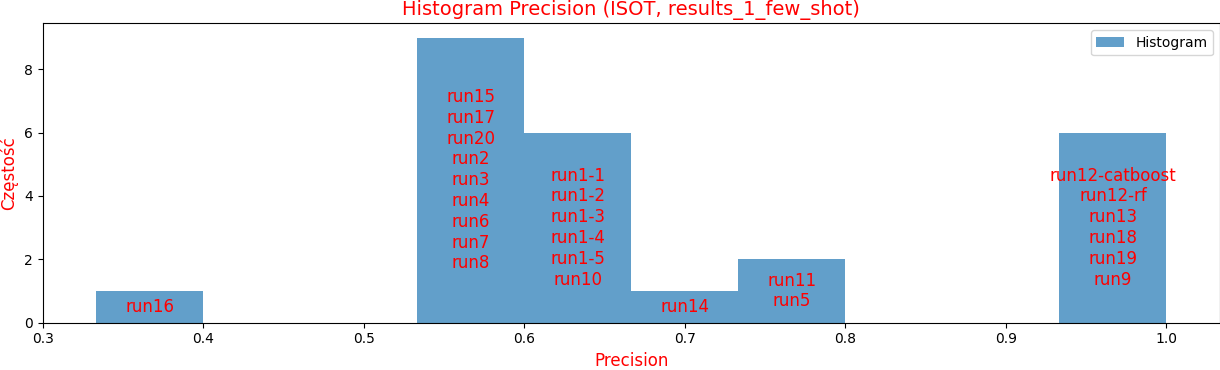 Histogram Precision (ISOT, results_1_few_shot)
Histogram
Częstość
8
6
4
2
0
run15
run17
run20
run2
run3
run4
run6
run7
run8
run1-1
run1-2
run1-3
run1-4
run1-5
run10
run12-catboost
run12-rf
run13
run18
run19
run9
run11
run5
run16
run14
0.3 0.4 0.5 0.6 0.7 0.8 0.9 1.0
Precision